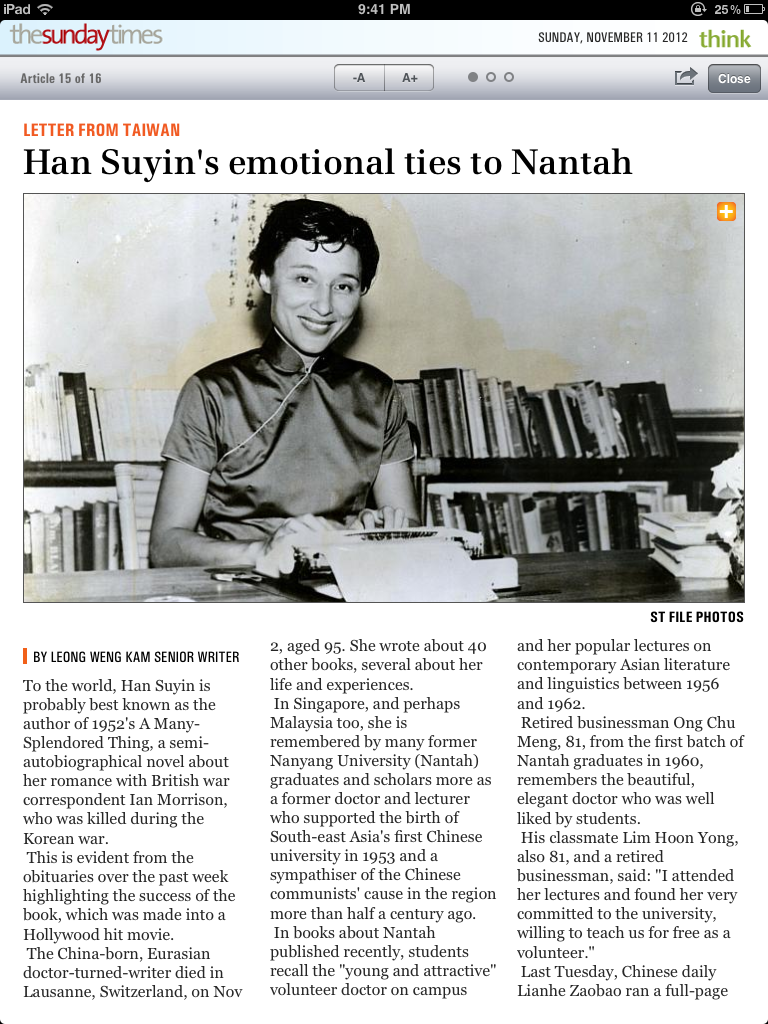 iPad
9:41 PM
25%
thesundaytimes
SUNDAY, NOVEMBER 11 2012
think
Article 15 of 16
-A
A+
Close
LETTER FROM TAIWAN
Han Suyin's emotional ties to Nantah
ST FILE PHOTOS
BY LEONG WENG KAM SENIOR WRITER
To the world, Han Suyin is
probably best known as the
author of 1952's A Many-
Splendored Thing, a semi-
autobiographical novel about
her romance with British war
correspondent Ian Morrison,
who was killed during the
Korean war.
This is evident from the
obituaries over the past week
highlighting the success of the
book, which was made into a
Hollywood hit movie.
The China-born, Eurasian
doctor-turned-writer died in
Lausanne, Switzerland, on Nov
2, aged 95. She wrote about 40
other books, several about her
life and experiences.
In Singapore, and perhaps
Malaysia too, she is
remembered by many former
Nanyang University (Nantah)
graduates and scholars more as
a former doctor and lecturer
who supported the birth of
South-east Asia's first Chinese
university in 1953 and a
sympathiser of the Chinese
communists' cause in the region
more than half a century ago.
In books about Nantah
published recently, students
recall the "young and attractive"
volunteer doctor on campus
and her popular lectures on
contemporary Asian literature
and linguistics between 1956
and 1962.
Retired businessman Ong Chu
Meng, 81, from the first batch of
Nantah graduates in 1960,
remembers the beautiful,
elegant doctor who was well
liked by students.
His classmate Lim Hoon Yong,
also 81, and a retired
businessman, said: "I attended
her lectures and found her very
committed to the university,
willing to teach us for free as a
volunteer."
Last Tuesday, Chinese daily
Lianhe Zaobao ran a full-page